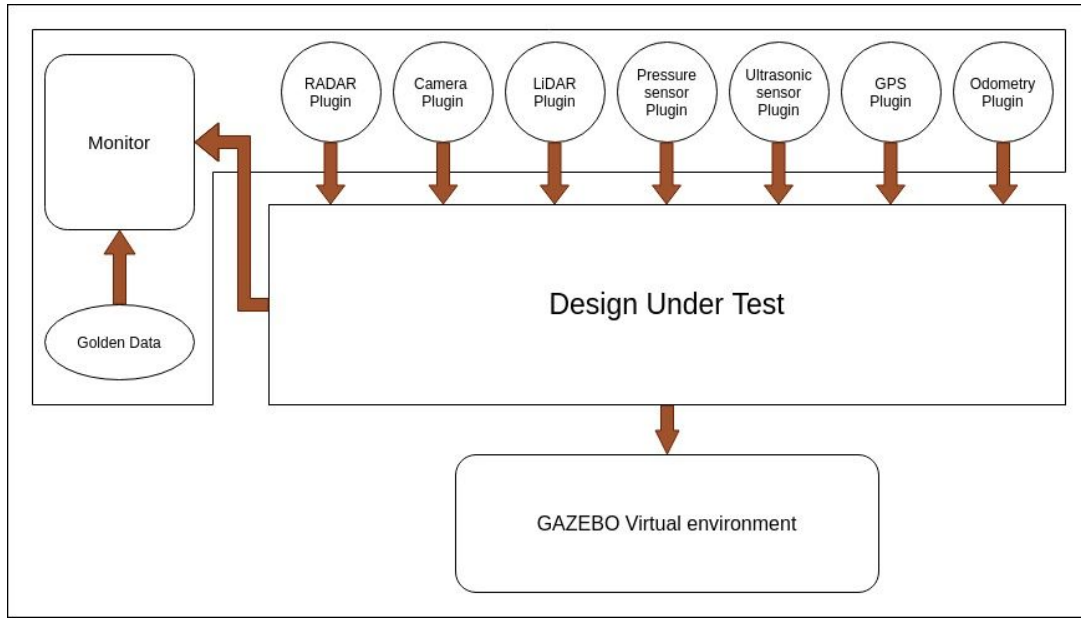 Monitor
RADAR
Plugin
Camera
Plugin
LiDAR
Plugin
Pressure
sensor
Plugin
Ultrasonic
sensor
Plugin
GPS
Plugin
Odometry
Plugin
Golden Data
Design Under Test
GAZEBO Virtual environment